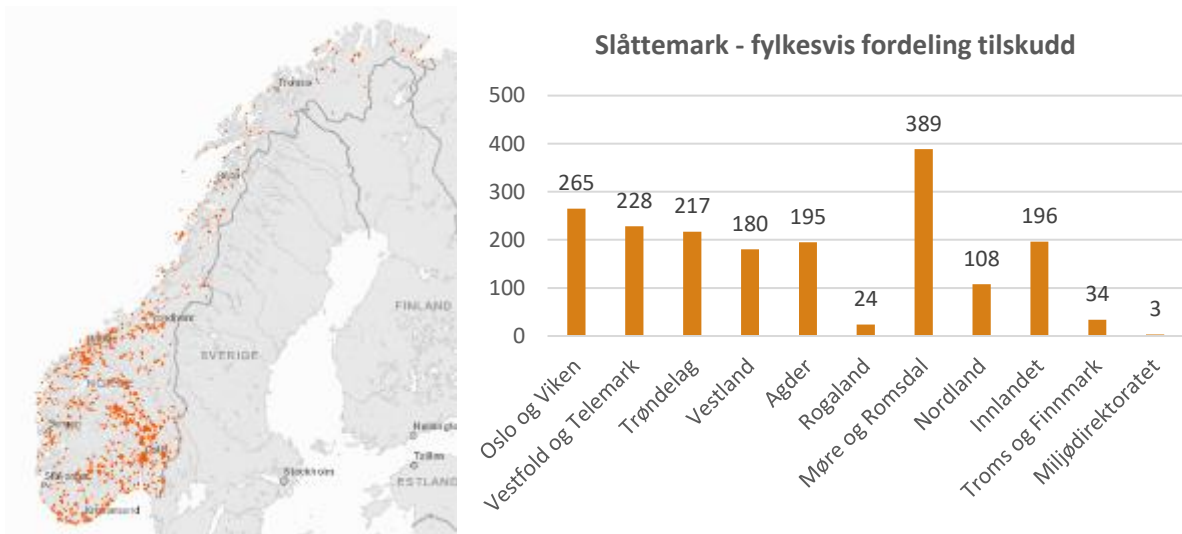 Tromsø
FINLAND
SVERIGE
Stockholm
Tallinn
ESTLAND
Slåttemark - fylkesvis fordeling tilskudd
500
400
300
200
100
0
265
228
217
180
195
24
389
108
196
34
3
Oslo og Viken
Vestfold og Telemark
Trøndelag
Vestland
Agder
Rogaland
Møre og Romsdal
Nordland
Innlandet
Troms og Finnmark
Miljødirektoratet